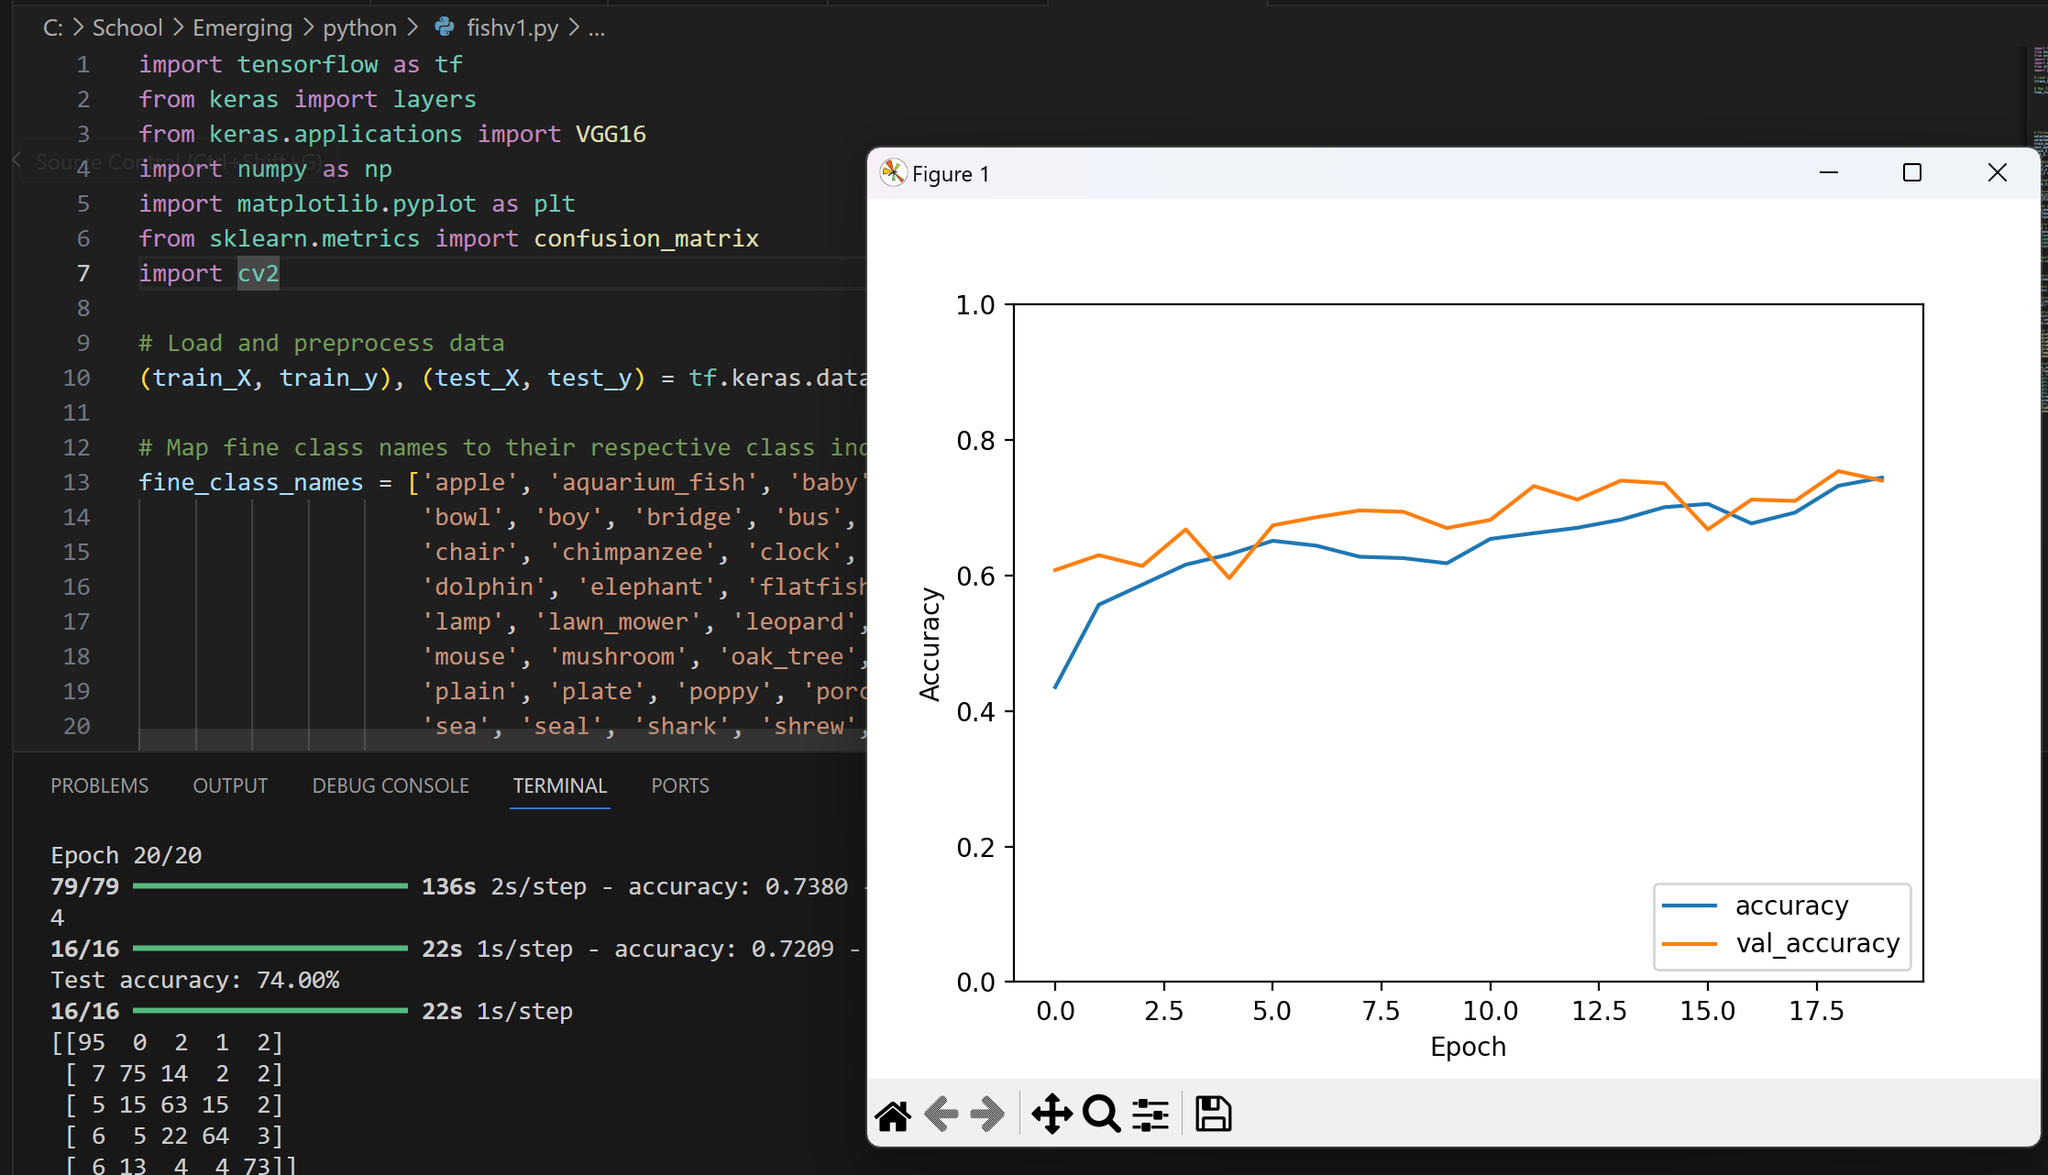 C: > School > Emerging > python > fishv1.py > ...
1 import tensorflow as tf
2 from keras import layers
3 from keras.applications import VGG16
Source Control (Ctrl+Shift+G)
4 import numpy as np
5 import matplotlib.pyplot as plt
6 from sklearn.metrics import confusion_matrix
7 import cv2
8
9 # Load and preprocess data
10 (train_X, train_y), (test_X, test_y) = tf.keras.data
11
12 # Map fine class names to their respective class ind
13 fine_class_names = ['apple', 'aquarium_fish', 'baby'
14 'bowl', 'boy', 'bridge', 'bus',
15 'chair', 'chimpanzee', 'clock',
16 'dolphin', 'elephant', 'flatfish
17 'lamp', 'lawn_mower', 'leopard',
18 'mouse', 'mushroom', 'oak_tree',
19 'plain', 'plate', 'poppy', 'porc
20 'sea', 'seal', 'shark', 'shrew',
PROBLEMS OUTPUT DEBUG CONSOLE TERMINAL PORTS
Epoch 20/20
79/79 136s 2s/step - accuracy: 0.7380 -
4
16/16 22s 1s/step - accuracy: 0.7209 -
Test accuracy: 74.00%
16/16 22s 1s/step
[[95 0 2 1 2]
[ 7 75 14 2 2]
[ 5 15 63 15 2]
[ 6 5 22 64 3]
[ 6 13 4 4 73]]
Figure 1
1.0
0.8
0.6
0.4
0.2
0.0
Accuracy
accuracy
val_accuracy
0.0 2.5 5.0 7.5 10.0 12.5 15.0 17.5
Epoch